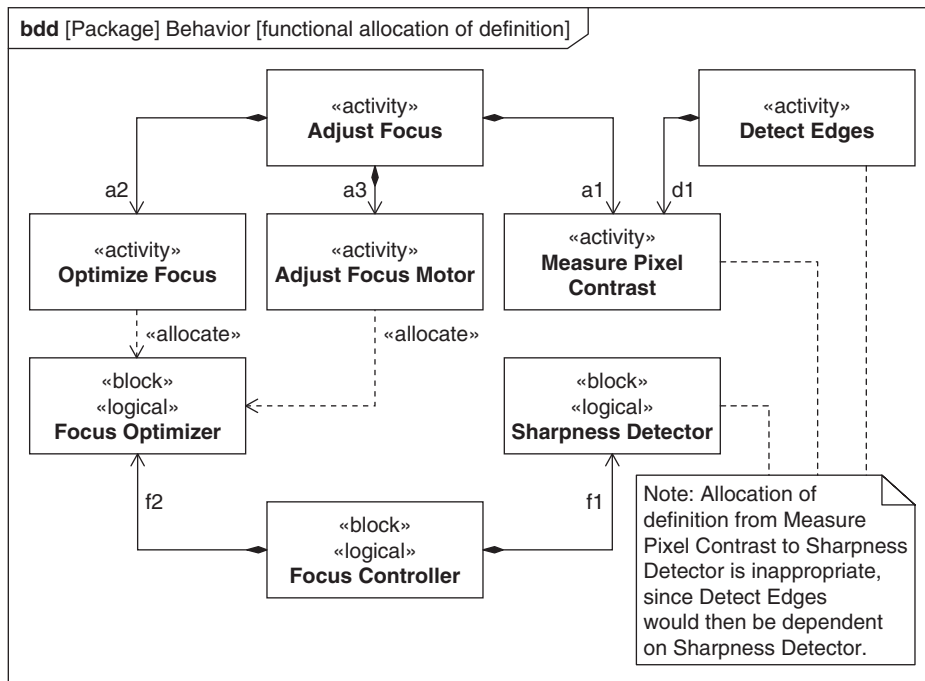 bdd [Package] Behavior [functional allocation of definition]
«activity»
Adjust Focus
«activity»
Detect Edges
a2
a3
a1
d1
«activity»
Optimize Focus
«activity»
Adjust Focus Motor
«activity»
Measure Pixel
Contrast
«allocate»
«allocate»
«block»
«logical»
Focus Optimizer
«block»
«logical»
Sharpness Detector
f2
f1
«block»
«logical»
Focus Controller
Note: Allocation of
definition from Measure
Pixel Contrast to Sharpness
Detector is inappropriate,
since Detect Edges
would then be dependent
on Sharpness Detector.